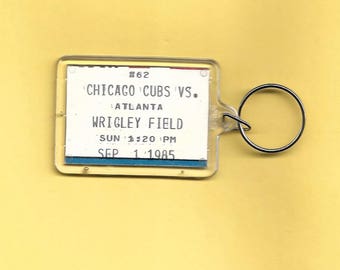 #62
CHICAGO CUBS VS.
ATLANTA
WRIGLEY FIELD
SUN 1:20 PM
SEP 1 1985